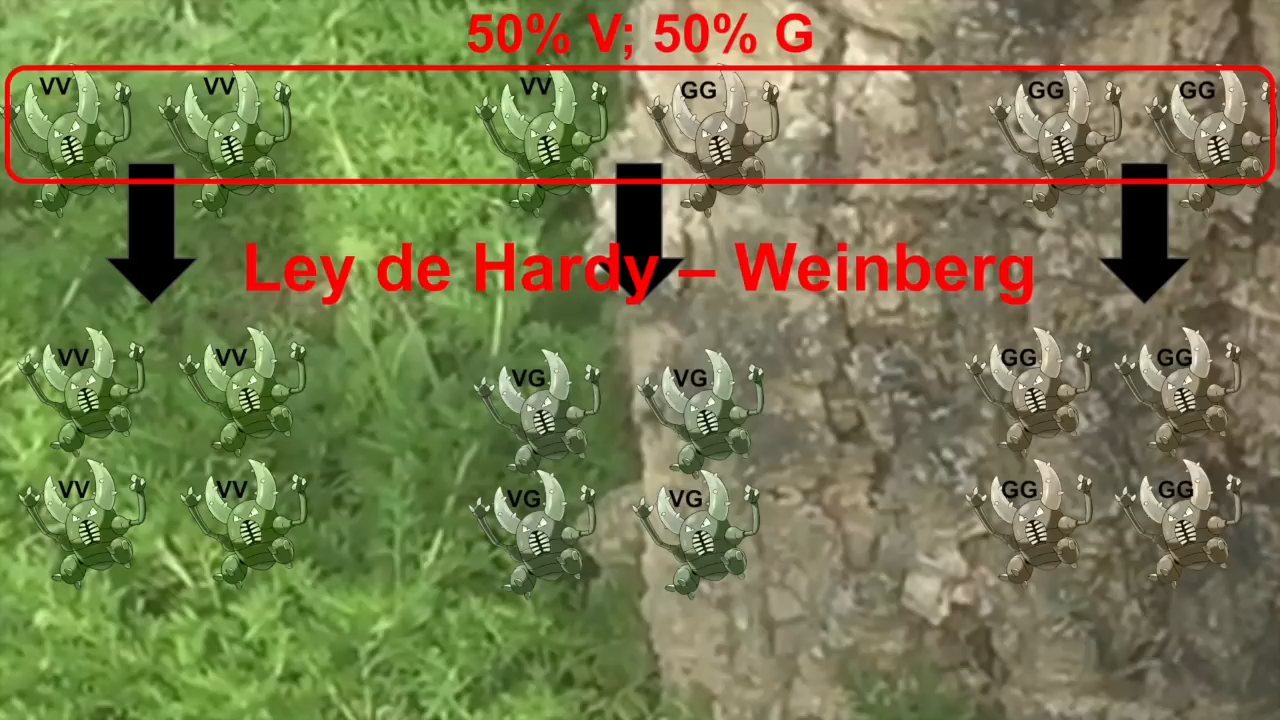 50% V; 50% G
VV VV VV GG GG GG
Ley de Hardy – Weinberg
VV VV VG VG GG GG
VV VV VG VG GG GG